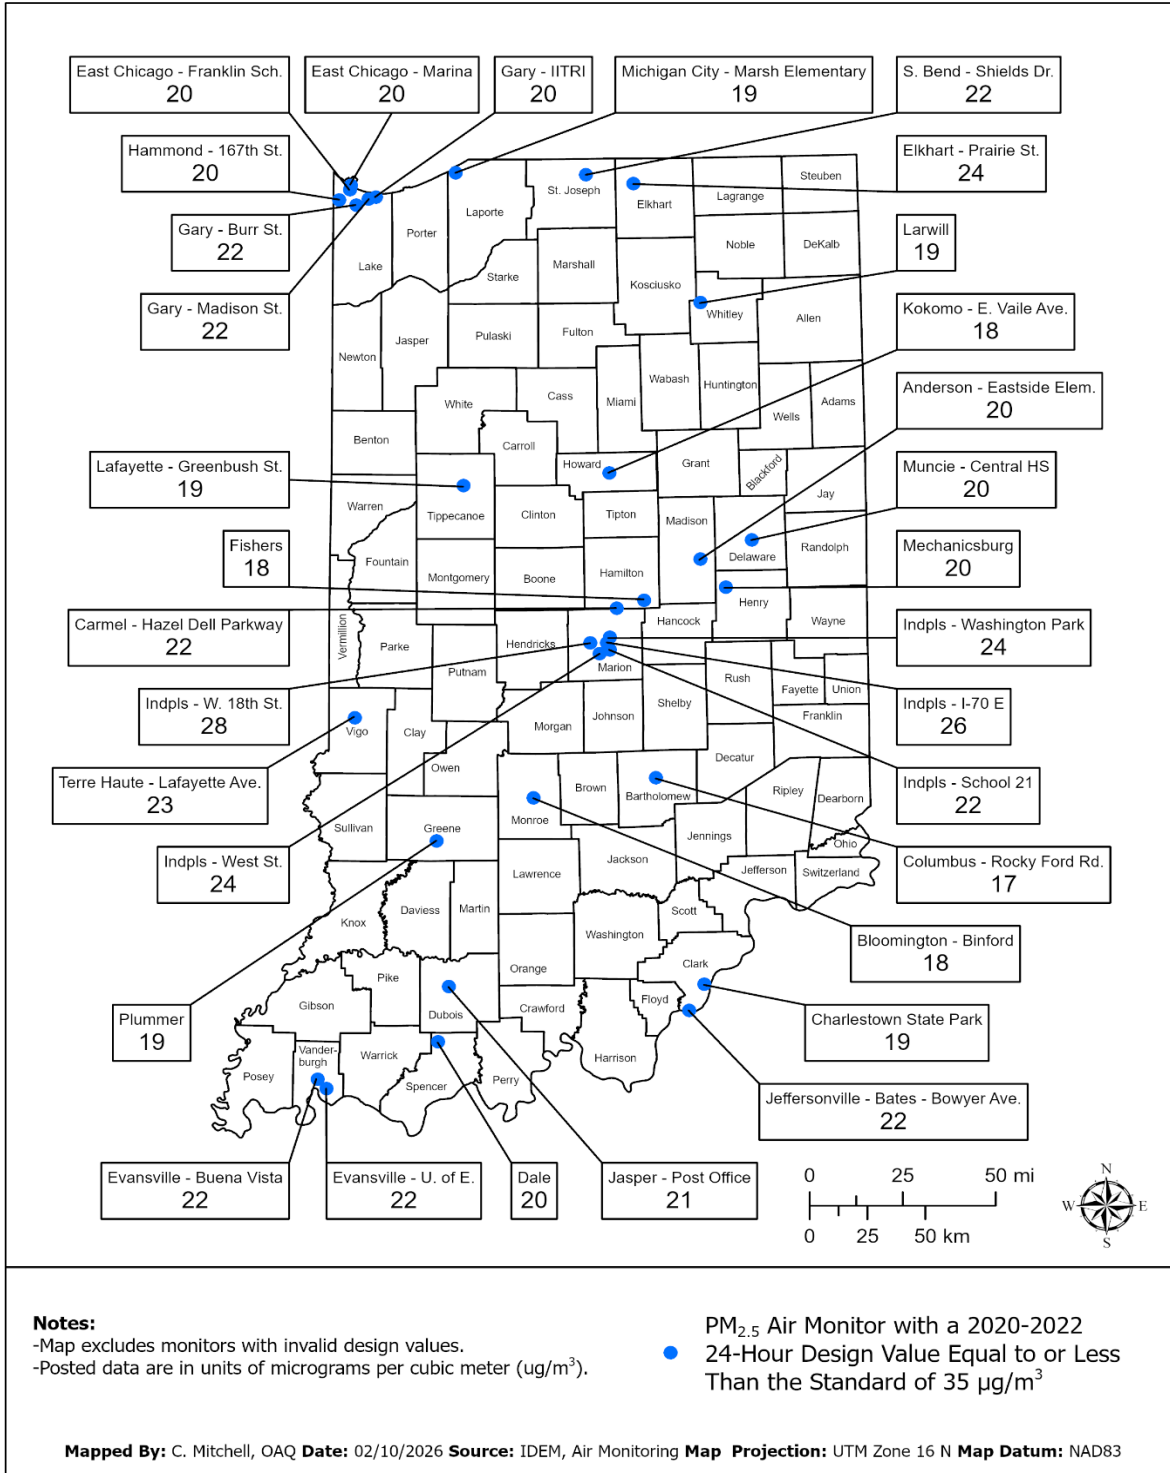 East Chicago - Franklin Sch.
20
East Chicago - Marina
20
Gary - IITRI
20
Michigan City - Marsh Elementary
19
S. Bend - Shields Dr.
22
Hammond - 167th St.
20
Elkhart - Prairie St.
24
Gary - Burr St.
22
Larwill
19
Gary - Madison St.
22
Kokomo - E. Vaile Ave.
18
Anderson - Eastside Elem.
20
Lafayette - Greenbush St.
19
Muncie - Central HS
20
Fishers
18
Mechanicsburg
20
Carmel - Hazel Dell Parkway
22
Indpls - Washington Park
24
Indpls - W. 18th St.
28
Indpls - I-70 E
26
Terre Haute - Lafayette Ave.
23
Indpls - School 21
22
Indpls - West St.
24
Columbus - Rocky Ford Rd.
17
Bloomington - Binford
18
Plummer
19
Charlestown State Park
19
Jeffersonville - Bates - Bowyer Ave.
22
Evansville - Buena Vista
22
Evansville - U. of E.
22
Dale
20
Jasper - Post Office
21
Steuben
St. Joseph
Elkhart
Lagrange
Laporte
Porter
Lake
Noble
DeKalb
Marshall
Starke
Kosciusko
Whitley
Allen
Newton
Jasper
Pulaski
Fulton
Wabash
Huntington
White
Cass
Miami
Wells
Adams
Benton
Carroll
Howard
Grant
Blackford
Jay
Warren
Tippecanoe
Clinton
Tipton
Madison
Delaware
Randolph
Fountain
Montgomery
Boone
Hamilton
Henry
Wayne
Vermillion
Parke
Putnam
Hendricks
Marion
Hancock
Rush
Fayette
Union
Franklin
Vigo
Clay
Owen
Morgan
Johnson
Shelby
Decatur
Sullivan
Greene
Monroe
Brown
Bartholomew
Jennings
Ripley
Dearborn
Ohio
Switzerland
Jefferson
Jackson
Lawrence
Knox
Daviess
Martin
Scott
Washington
Orange
Clark
Floyd
Harrison
Crawford
Gibson
Pike
Dubois
Posey
Vander-
burgh
Warrick
Spencer
Perry
0 25 50 mi
0 25 50 km
N
W E
S
Notes:
-Map excludes monitors with invalid design values.
-Posted data are in units of micrograms per cubic meter (ug/m³).
PM₂.₅ Air Monitor with a 2020-2022
24-Hour Design Value Equal to or Less
Than the Standard of 35 µg/m³
Mapped By: C. Mitchell, OAQ Date: 02/10/2026 Source: IDEM, Air Monitoring Map Projection: UTM Zone 16 N Map Datum: NAD83